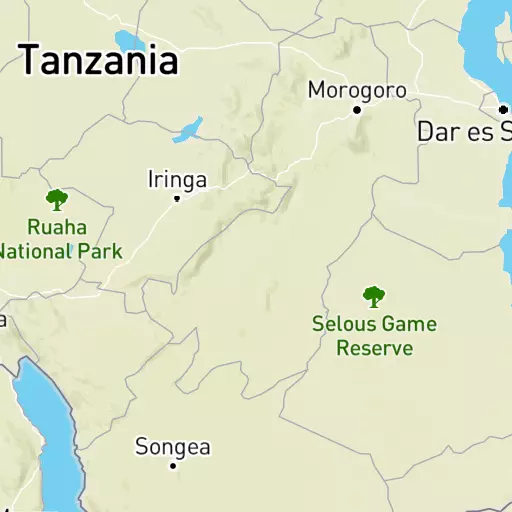 Tanzania
Morogoro
Dar es S
Iringa
Ruaha
National Park
Selous Game
Reserve
a
Songea